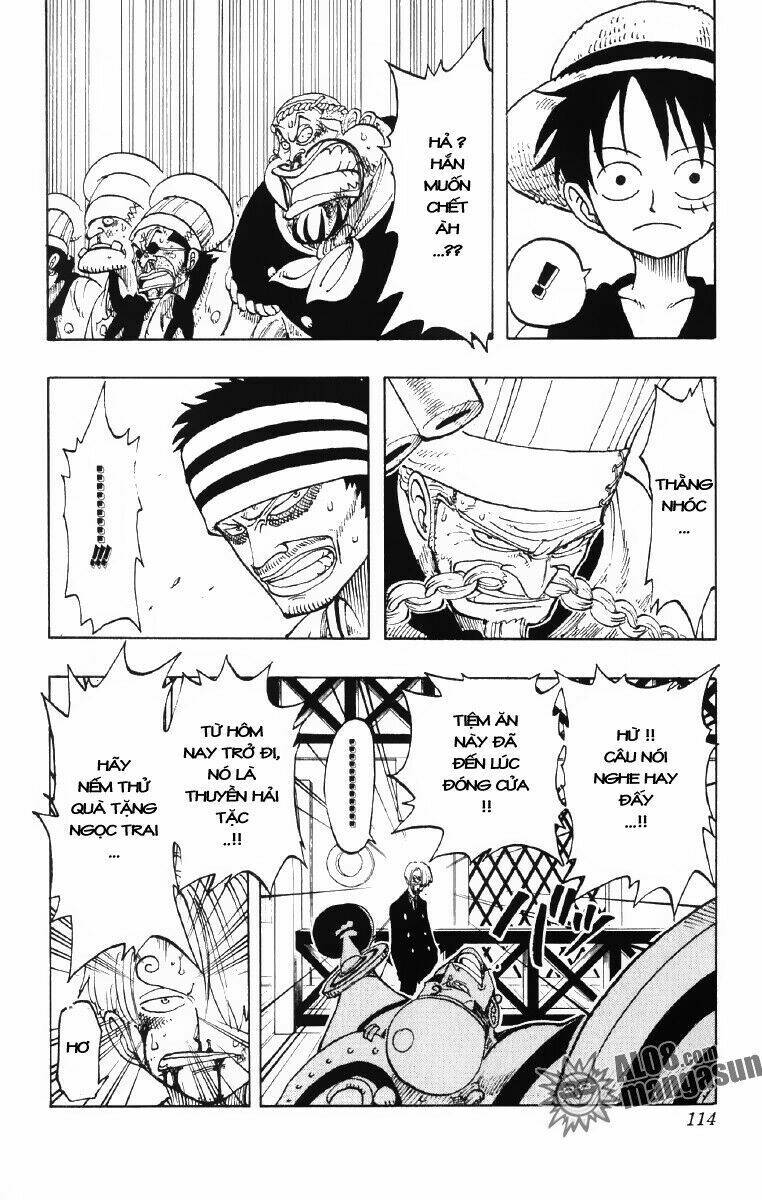 !
HẢ ?
HẮN
MUỐN
CHẾT
ÀH
...??
THẰNG
NHÓC
...
.........!!!
HỪ !!
CÂU NÓI
NGHE HAY
ĐẤY
...!!
TIỆM ĂN
NÀY ĐÃ
ĐẾN LÚC
ĐÓNG CỬA
!!
..........
TỪ HÔM
NAY TRỞ ĐI,
NÓ LÀ
THUYỀN HẢI
TẶC
..!!
HÃY
NẾM THỬ
QUÀ TẶNG
NGỌC TRAI
...
HƠ
ALO8.com
mangasun
114